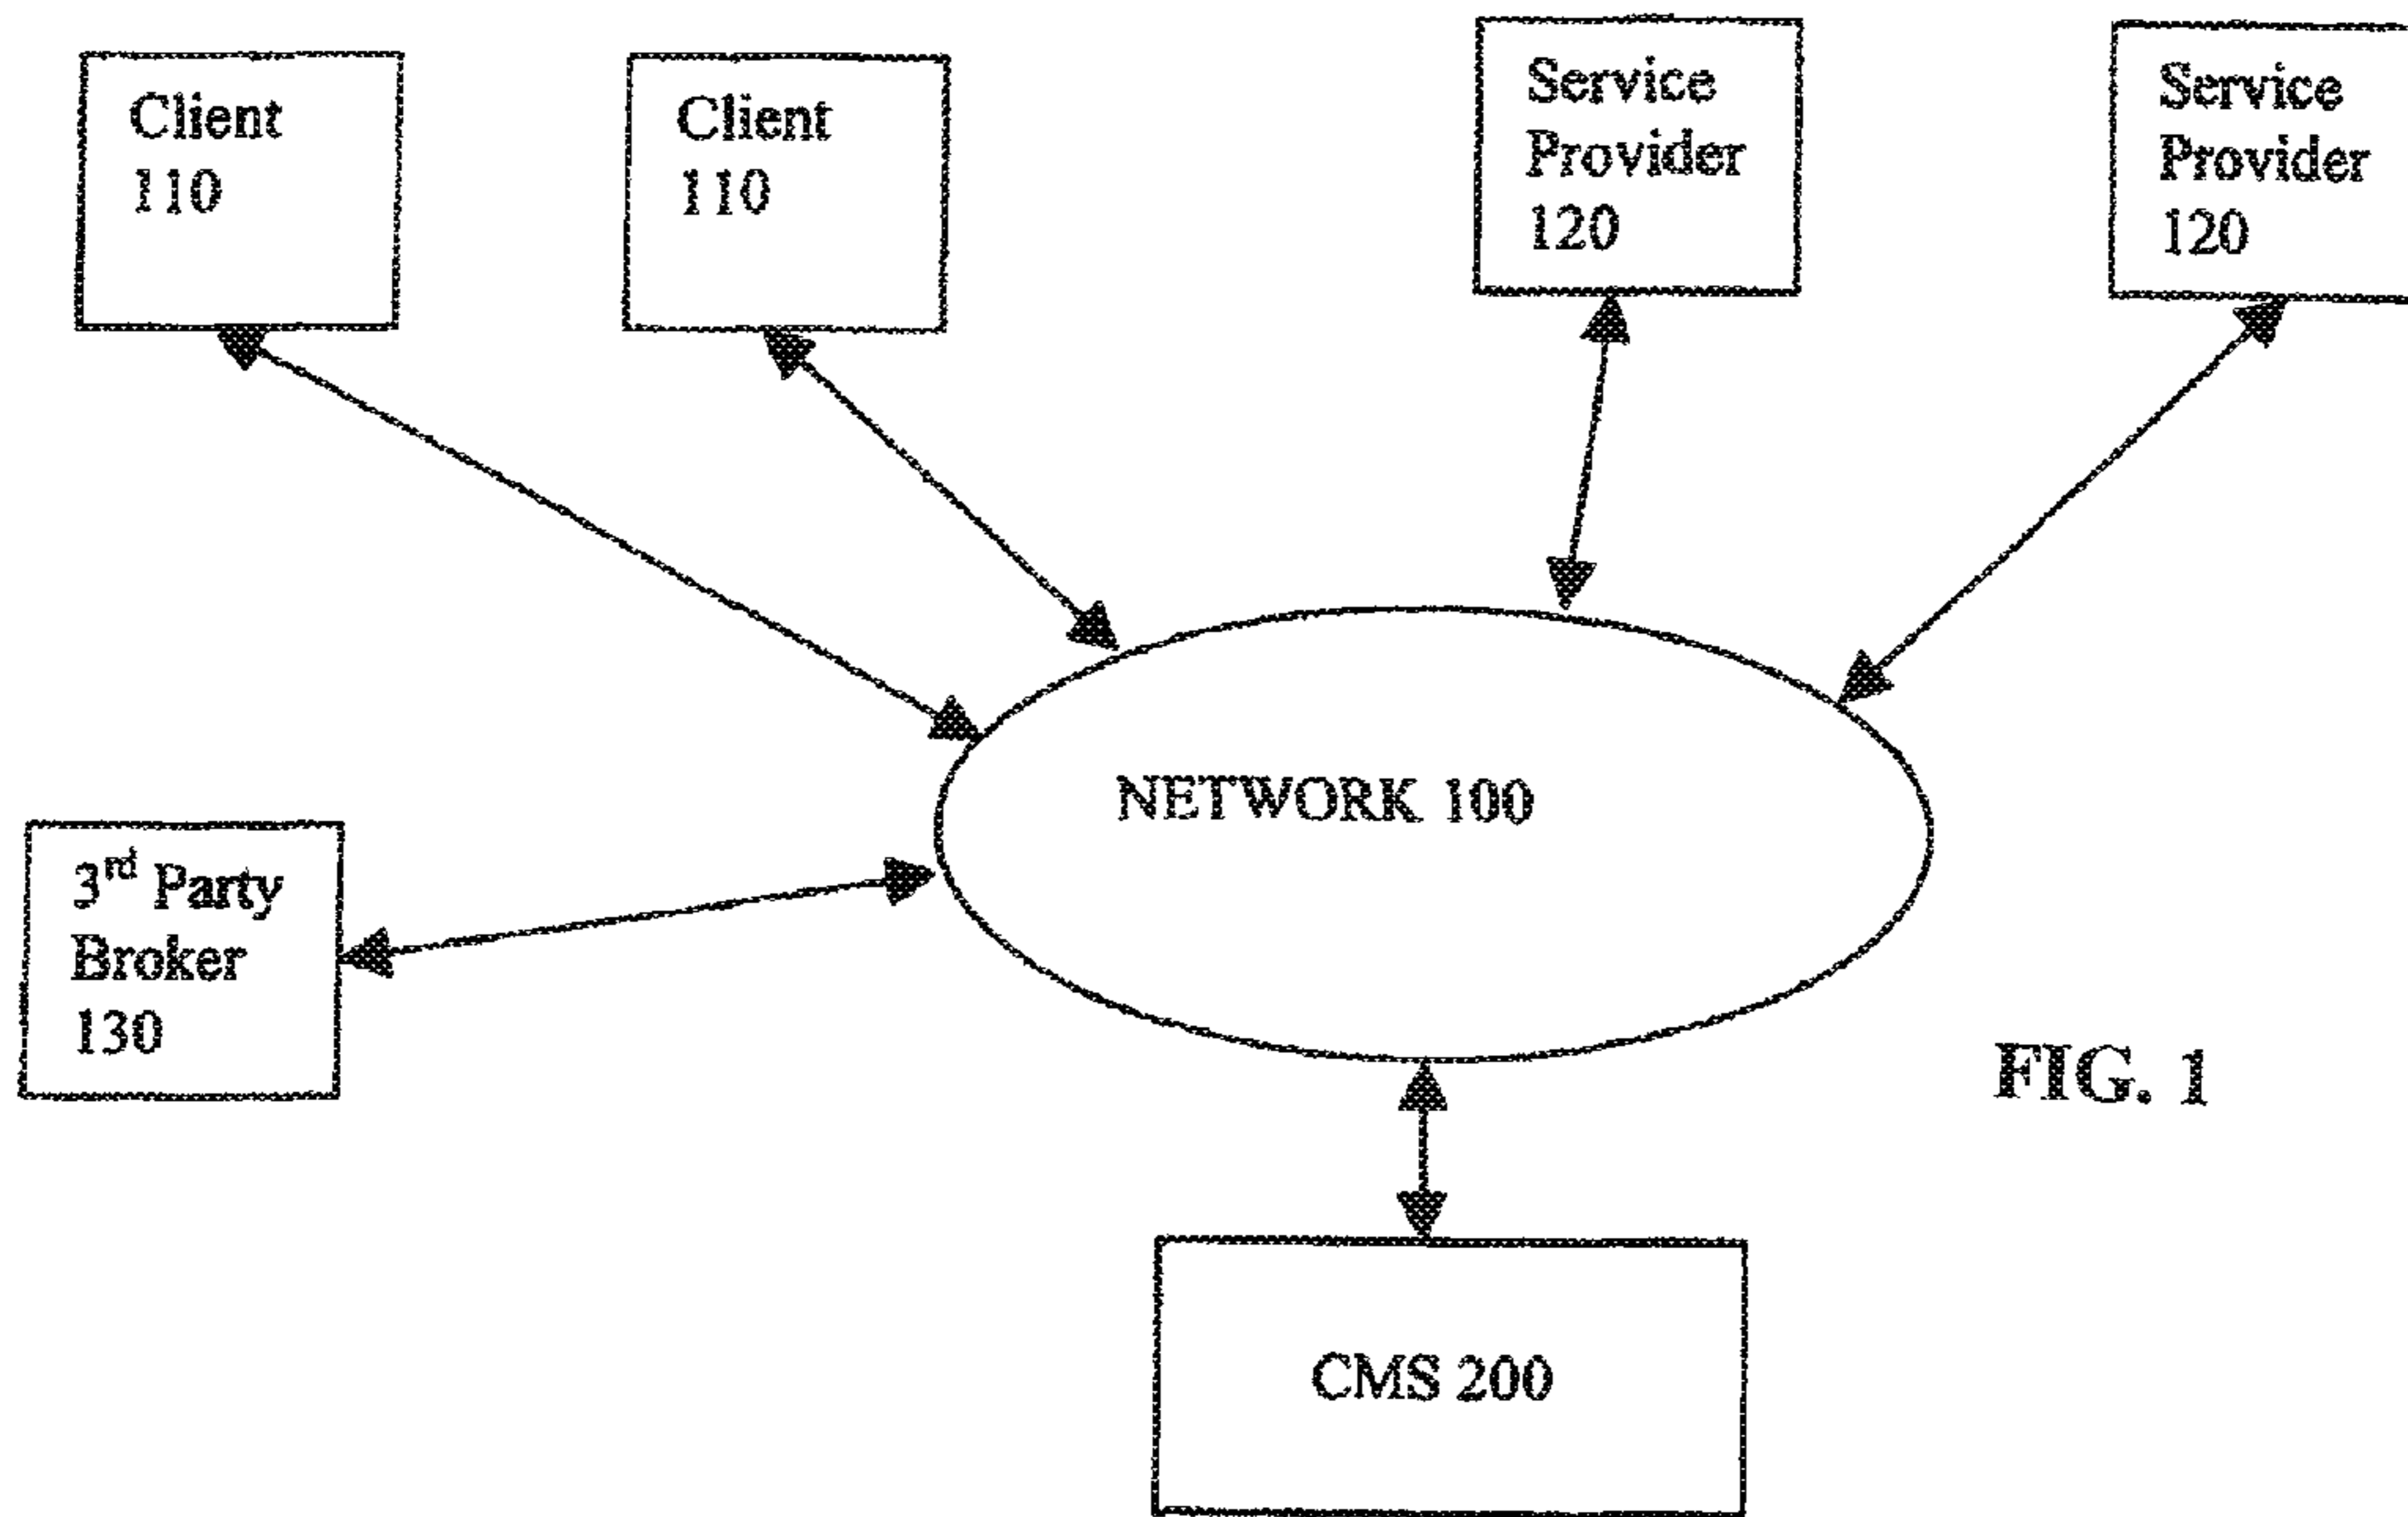 Client
110
Client
110
Service
Provider
120
Service
Provider
120
NETWORK 100
3rd Party
Broker
130
FIG. 1
CMS 200